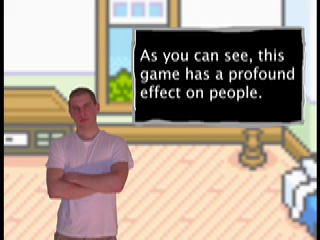 As you can see, this
game has a profound
effect on people.